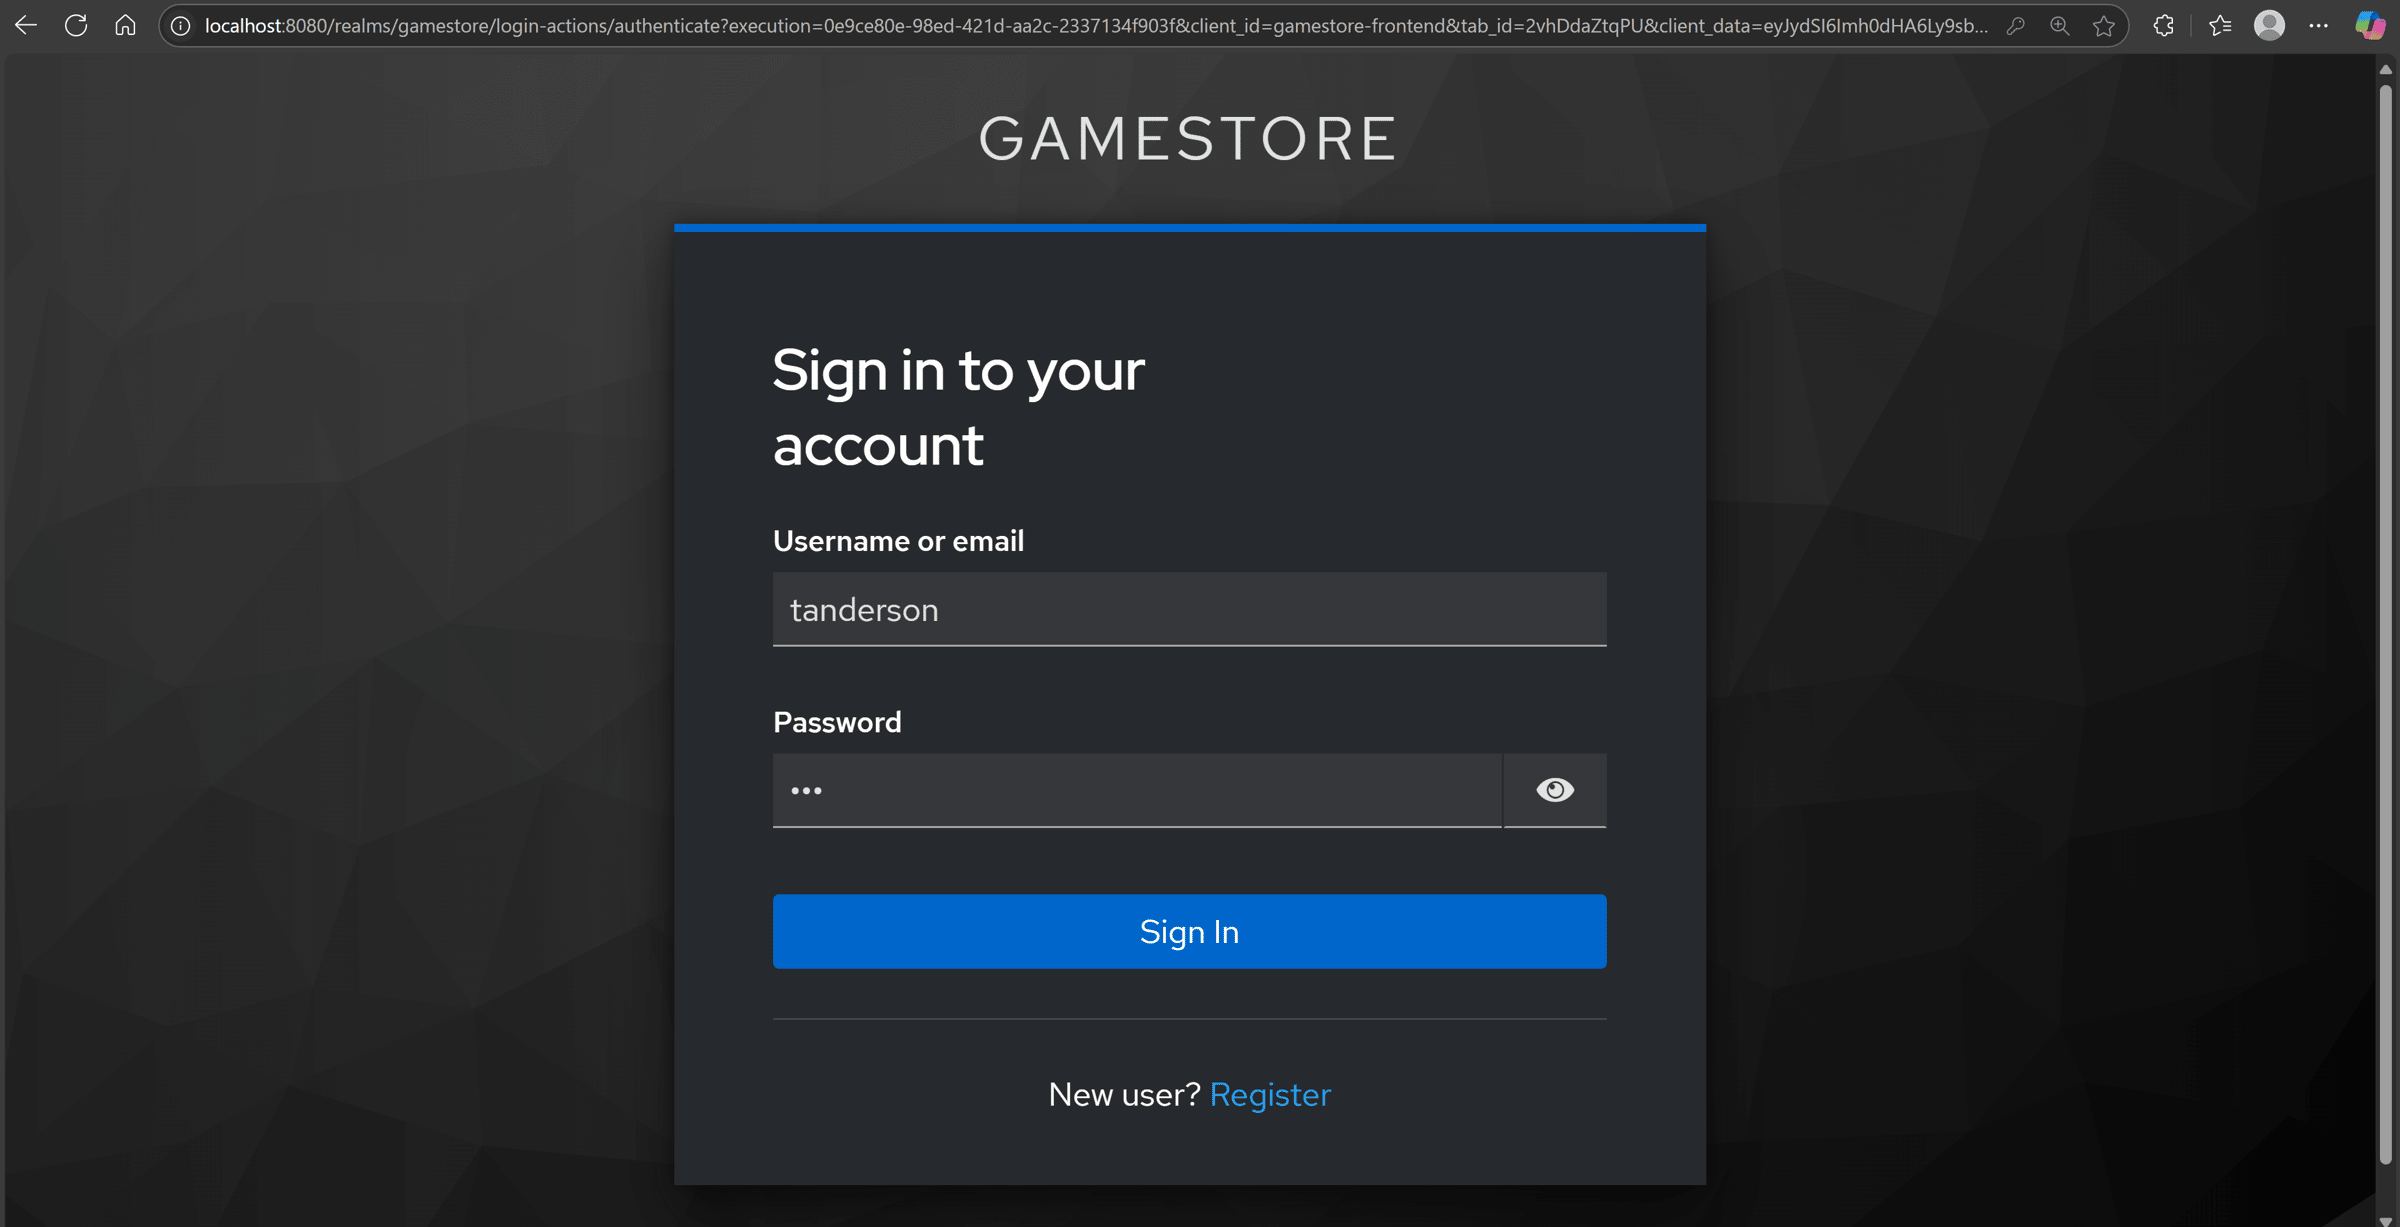 localhost:8080/realms/gamestore/login-actions/authenticate?execution=0e9ce80e-98ed-421d-aa2c-2337134f903f&client_id=gamestore-frontend&tab_id=2vhDdaZtqPU&client_data=eyJydSI6Imh0dHA6Ly9sb...
GAMESTORE
Sign in to your
account
Username or email
tanderson
Password
•••
Sign In
New user? Register